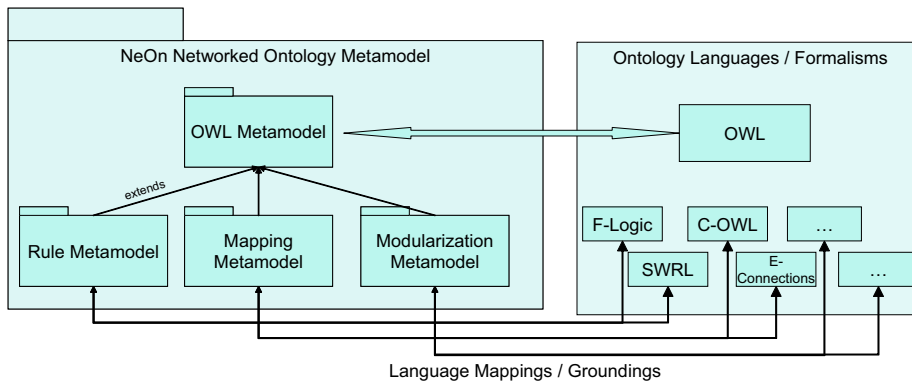 NeOn Networked Ontology Metamodel
Ontology Languages / Formalisms
OWL Metamodel
OWL
extends
Rule Metamodel
Mapping
Metamodel
Modularization
Metamodel
F-Logic
C-OWL
...
SWRL
E-
Connections
...
Language Mappings / Groundings